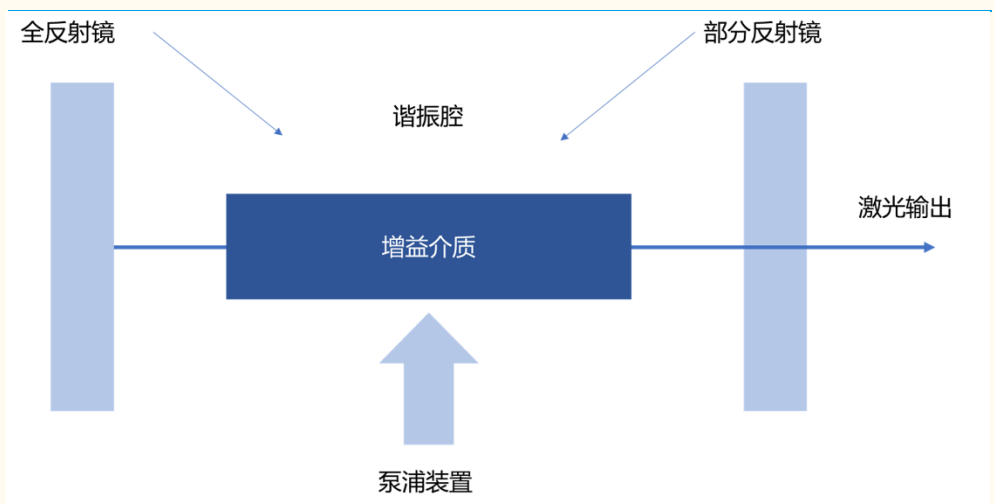 全反射镜
部分反射镜
谐振腔
激光输出
增益介质
泵浦装置